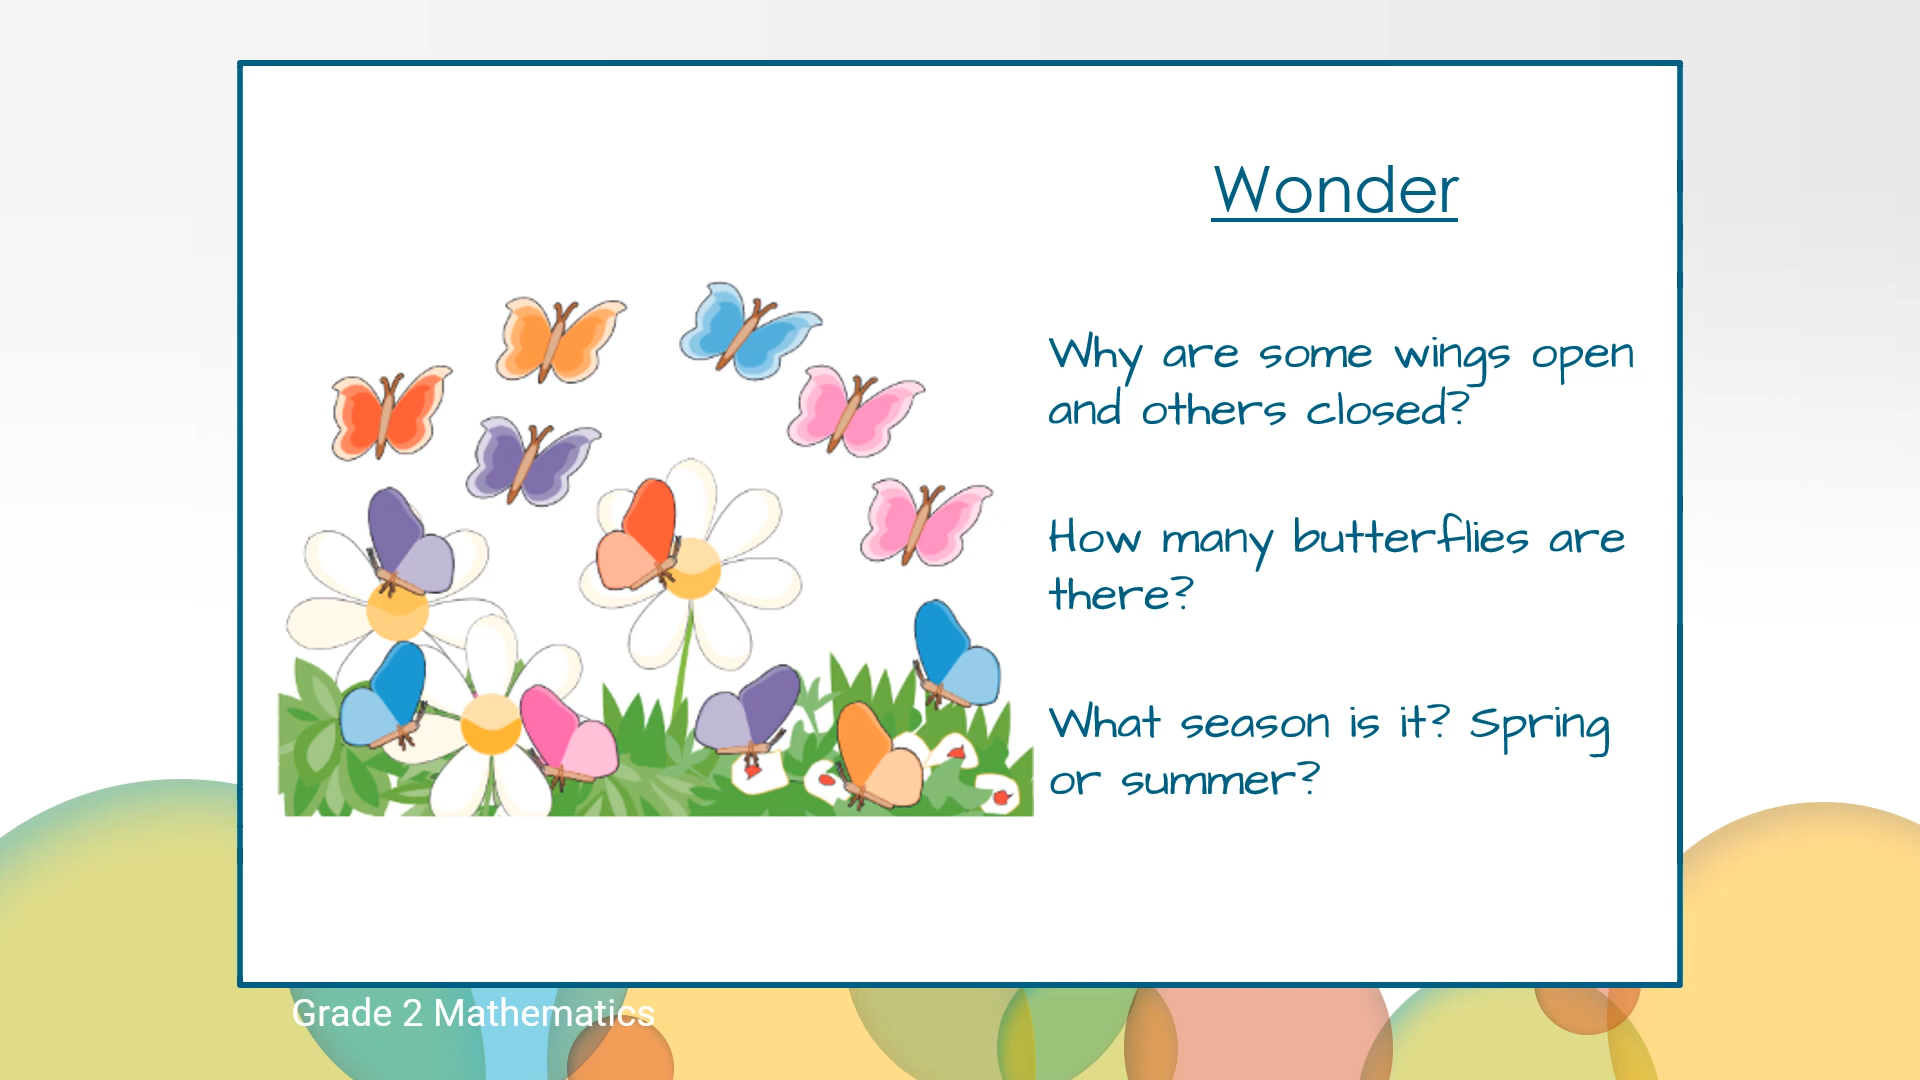 Wonder
Why are some wings open
and others closed?
How many butterflies are
there?
What season is it? Spring
or summer?
Grade 2 Mathematics